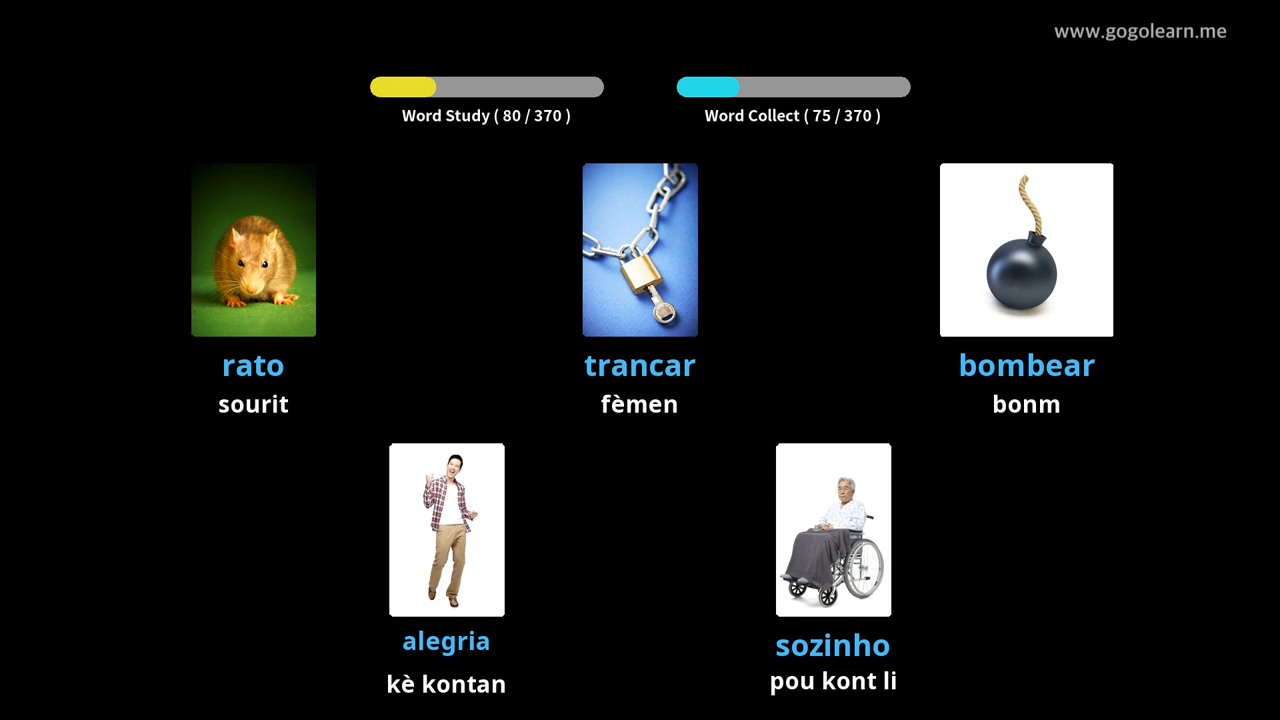 www.gogolearn.me
Word Study ( 80 / 370 )
Word Collect ( 75 / 370 )
rato
sourit
trancar
fèmen
bombear
bonm
alegria
kè kontan
sozinho
pou kont li